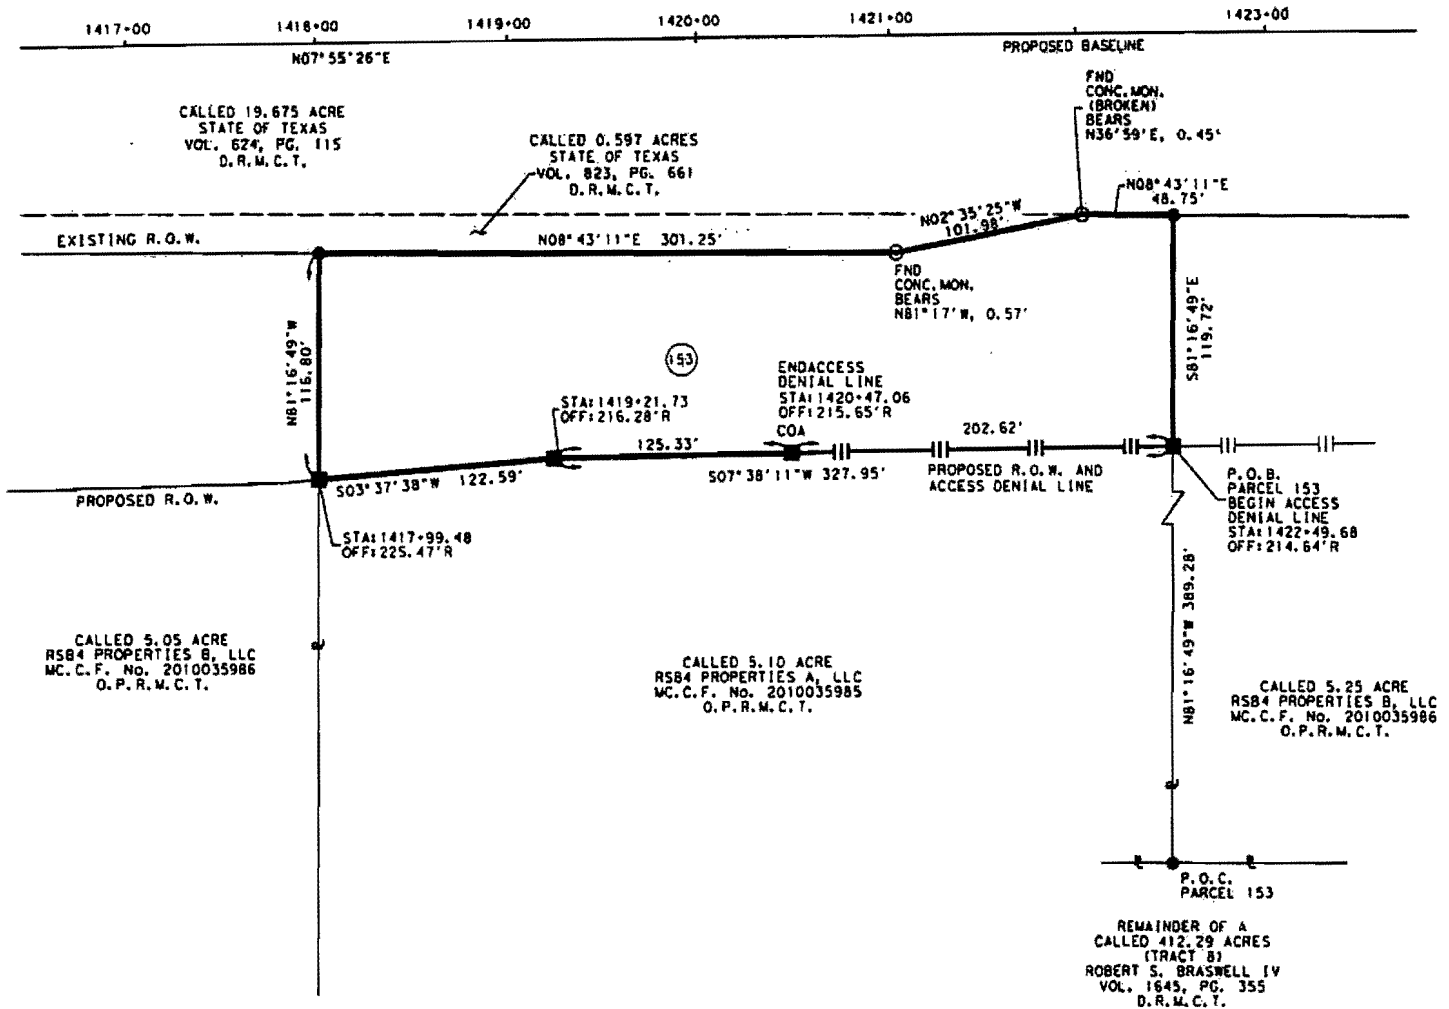 1417+00
1418+00
1419+00
1420+00
1421+00
1423+00
N07°55'26"E
PROPOSED BASELINE
FND
CONC.MON.
(BROKEN)
BEARS
N36°59'E, 0.45'
CALLED 19.675 ACRE
STATE OF TEXAS
VOL. 624, PG. 115
D.R.M.C.T.
CALLED 0.597 ACRES
STATE OF TEXAS
VOL. 823, PG. 661
D.R.M.C.T.
N08°43'11"E
48.75'
N02°35'25"W
101.98'
EXISTING R.O.W.
N08°43'11"E 301.25'
FND
CONC.MON.
BEARS
N81°17'W, 0.57'
N81°16'49"W
116.80'
S81°16'49"E
119.72'
153
ENDACCESS
DENIAL LINE
STA:1420+47.06
OFF:215.65'R
COA
STA:1419+21.73
OFF:216.28'R
125.33'
202.62'
S03°37'38"W 122.59'
S07°38'11"W 327.95'
PROPOSED R.O.W. AND
ACCESS DENIAL LINE
PROPOSED R.O.W.
P.O.B.
PARCEL 153
BEGIN ACCESS
DENIAL LINE
STA:1422+49.68
OFF:214.64'R
STA:1417+99.48
OFF:225.47'R
N81°16'49"W 389.28'
CALLED 5.05 ACRE
RSB4 PROPERTIES B, LLC
MC.C.F. No. 2010035986
O.P.R.M.C.T.
CALLED 5.10 ACRE
RSB4 PROPERTIES A, LLC
MC.C.F. No. 2010035985
O.P.R.M.C.T.
CALLED 5.25 ACRE
RSB4 PROPERTIES B, LLC
MC.C.F. No. 2010035986
O.P.R.M.C.T.
P.O.C.
PARCEL 153
REMAINDER OF A
CALLED 412.29 ACRES
(TRACT 8)
ROBERT S. BRASWELL IV
VOL. 1645, PG. 355
D.R.M.C.T.